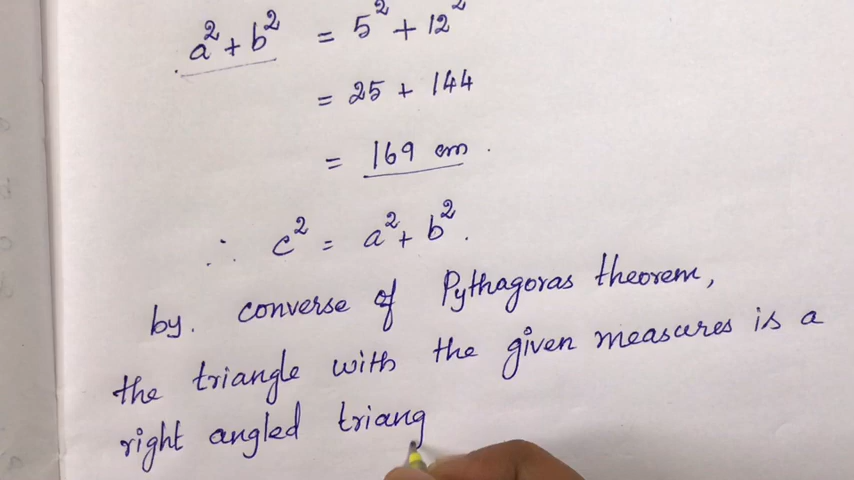 a² + b² = 5² + 12²
= 25 + 144
= 169 cm.
∴ c² = a² + b².
by. converse of Pythagoras theorem,
the triangle with the given measures is a
right angled triang